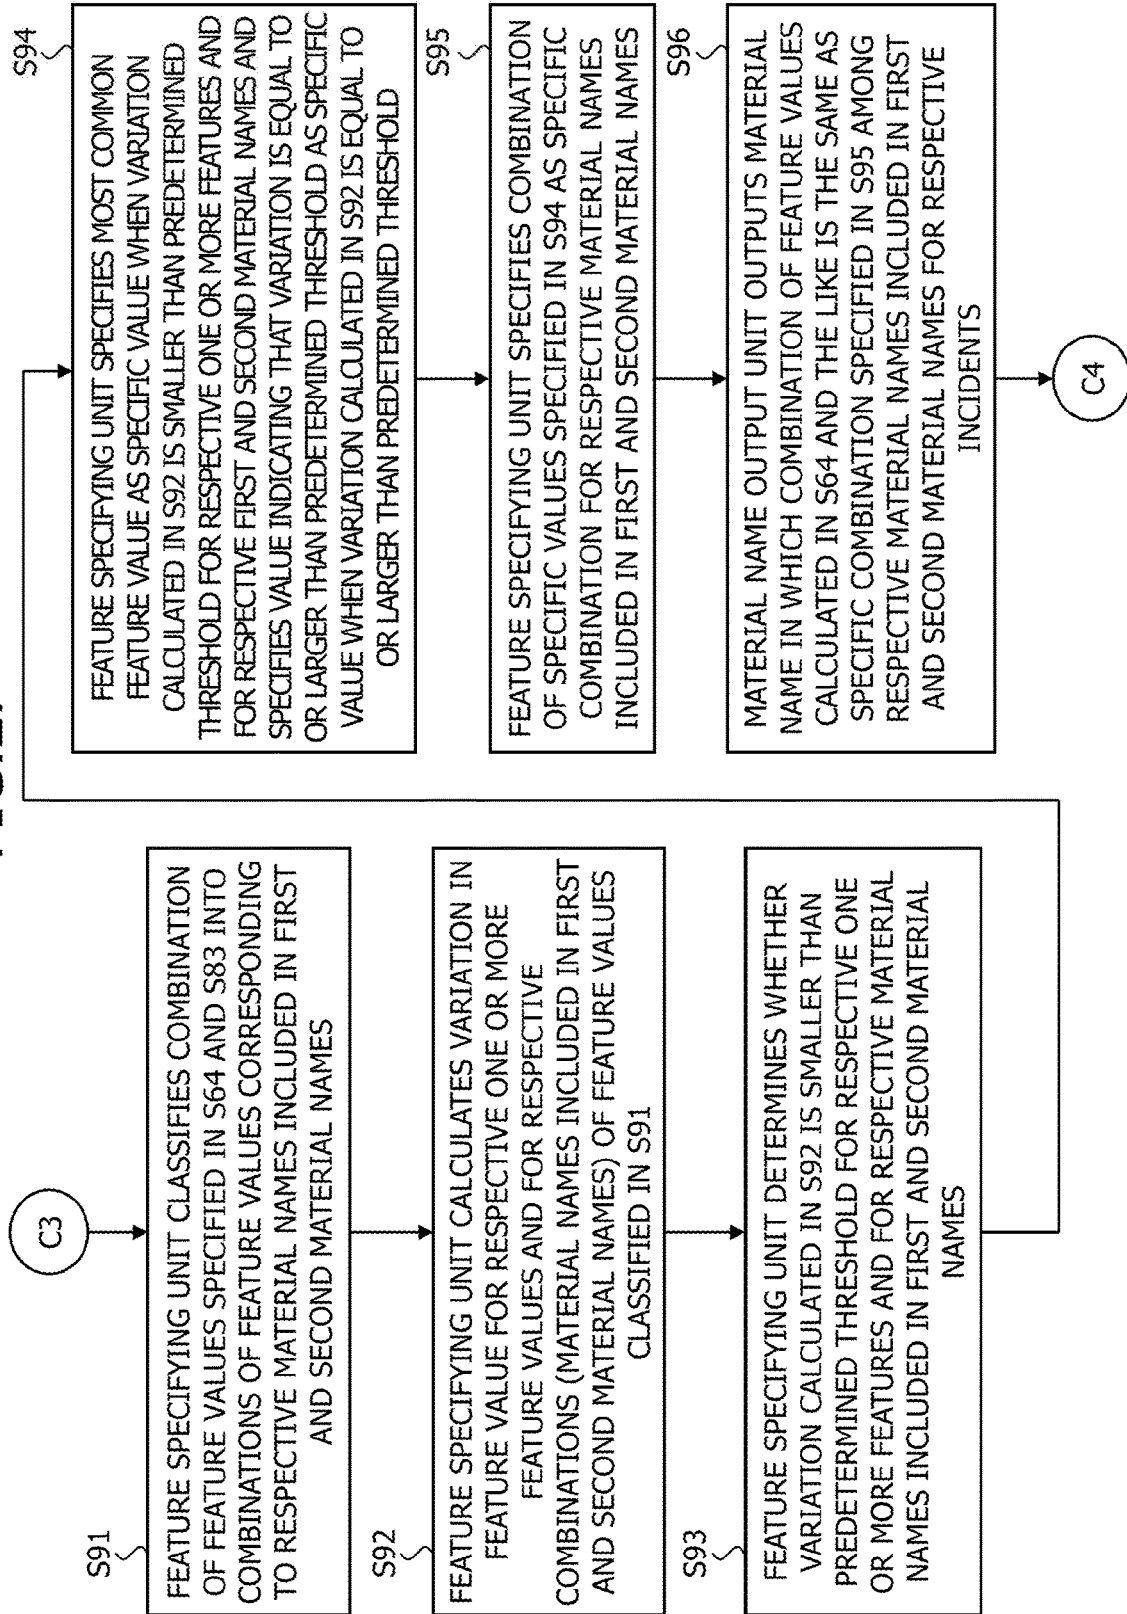 C3
S91
FEATURE SPECIFYING UNIT CLASSIFIES COMBINATION
OF FEATURE VALUES SPECIFIED IN S64 AND S83 INTO
COMBINATIONS OF FEATURE VALUES CORRESPONDING
TO RESPECTIVE MATERIAL NAMES INCLUDED IN FIRST
AND SECOND MATERIAL NAMES
S92
FEATURE SPECIFYING UNIT CALCULATES VARIATION IN
FEATURE VALUE FOR RESPECTIVE ONE OR MORE
FEATURE VALUES AND FOR RESPECTIVE
COMBINATIONS (MATERIAL NAMES INCLUDED IN FIRST
AND SECOND MATERIAL NAMES) OF FEATURE VALUES
CLASSIFIED IN S91
S93
FEATURE SPECIFYING UNIT DETERMINES WHETHER
VARIATION CALCULATED IN S92 IS SMALLER THAN
PREDETERMINED THRESHOLD FOR RESPECTIVE ONE
OR MORE FEATURES AND FOR RESPECTIVE MATERIAL
NAMES INCLUDED IN FIRST AND SECOND MATERIAL
NAMES
S94
FEATURE SPECIFYING UNIT SPECIFIES MOST COMMON
FEATURE VALUE AS SPECIFIC VALUE WHEN VARIATION
CALCULATED IN S92 IS SMALLER THAN PREDETERMINED
THRESHOLD FOR RESPECTIVE ONE OR MORE FEATURES AND
FOR RESPECTIVE FIRST AND SECOND MATERIAL NAMES AND
SPECIFIES VALUE INDICATING THAT VARIATION IS EQUAL TO
OR LARGER THAN PREDETERMINED THRESHOLD AS SPECIFIC
VALUE WHEN VARIATION CALCULATED IN S92 IS EQUAL TO
OR LARGER THAN PREDETERMINED THRESHOLD
S95
FEATURE SPECIFYING UNIT SPECIFIES COMBINATION
OF SPECIFIC VALUES SPECIFIED IN S94 AS SPECIFIC
COMBINATION FOR RESPECTIVE MATERIAL NAMES
INCLUDED IN FIRST AND SECOND MATERIAL NAMES
S96
MATERIAL NAME OUTPUT UNIT OUTPUTS MATERIAL
NAME IN WHICH COMBINATION OF FEATURE VALUES
CALCULATED IN S64 AND THE LIKE IS THE SAME AS
SPECIFIC COMBINATION SPECIFIED IN S95 AMONG
RESPECTIVE MATERIAL NAMES INCLUDED IN FIRST
AND SECOND MATERIAL NAMES FOR RESPECTIVE
INCIDENTS
C4